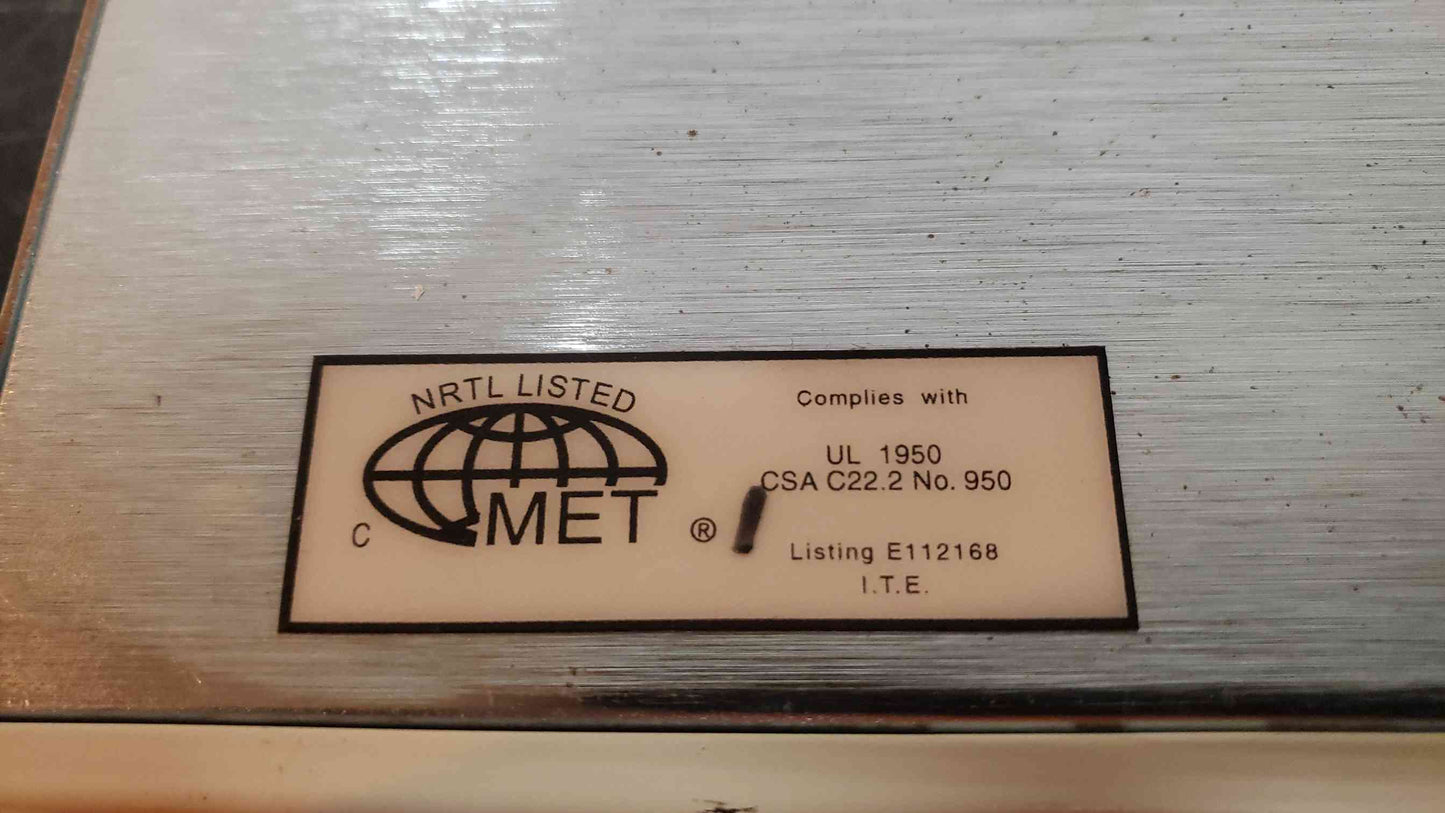 NRTL LISTED
C MET ®
Complies with
UL 1950
CSA C22.2 No. 950
Listing E112168
I.T.E.